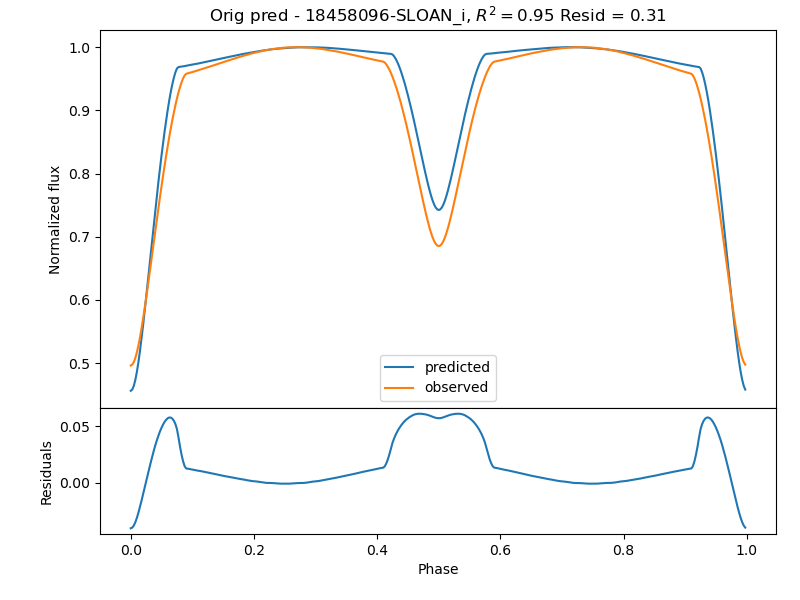 Orig pred - 18458096-SLOAN_i, R² = 0.95 Resid = 0.31
1.0
0.9
0.8
0.7
0.6
0.5
Normalized flux
predicted
observed
0.05
0.00
Residuals
0.0 0.2 0.4 0.6 0.8 1.0
Phase